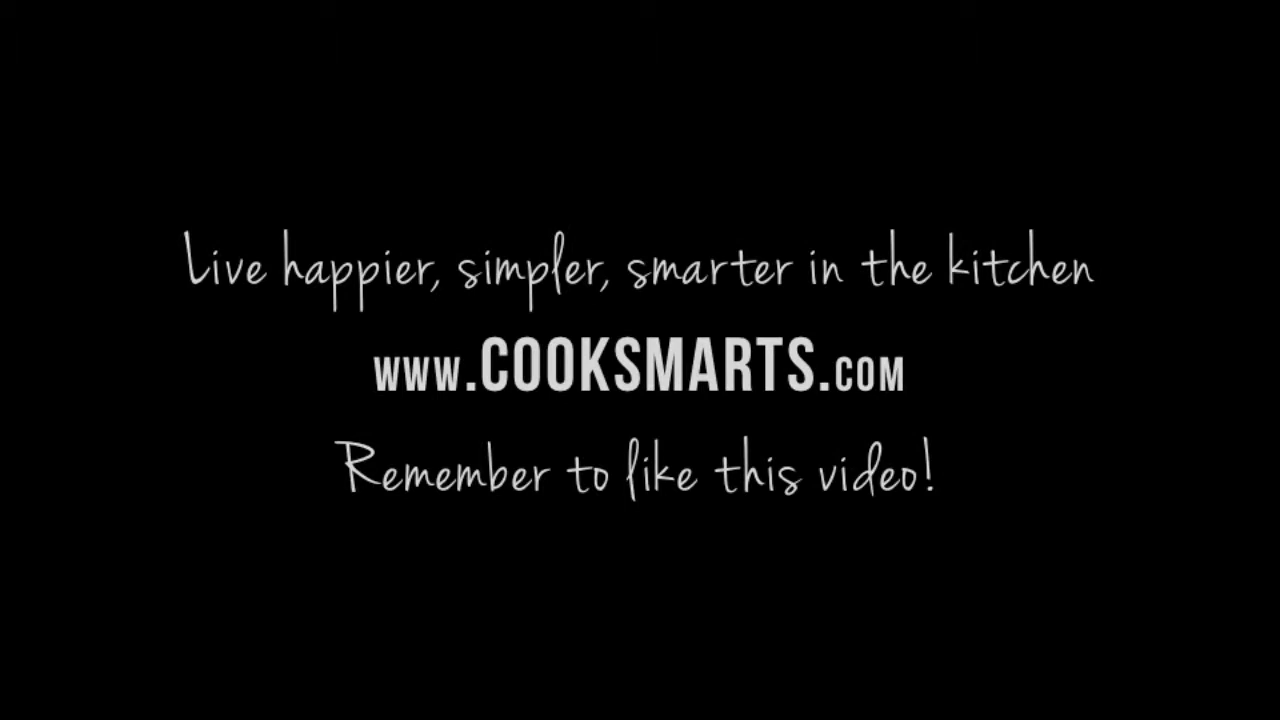 Live happier, simpler, smarter in the kitchen
www.COOKSMARTS.COM
Remember to like this video!